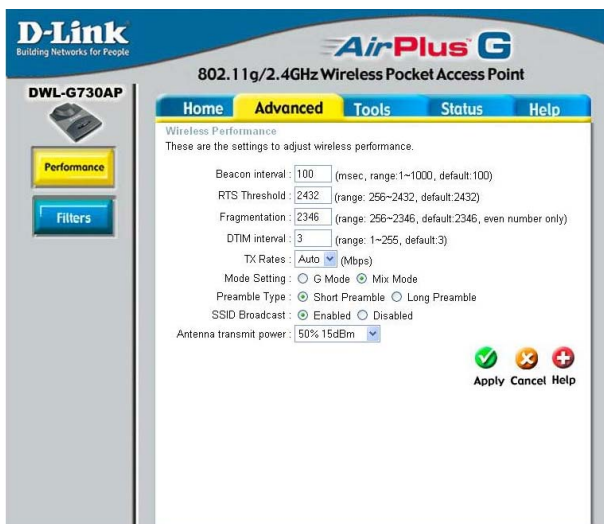 D-Link
Building Networks for People
AirPlus G
802.11g/2.4GHz Wireless Pocket Access Point
DWL-G730AP
Home Advanced Tools Status Help
Performance
Filters
Wireless Performance
These are the settings to adjust wireless performance.
Beacon interval : 100 (msec, range:1~1000, default:100)
RTS Threshold : 2432 (range: 256~2432, default:2432)
Fragmentation : 2346 (range: 256~2346, default:2346, even number only)
DTIM interval : 3 (range: 1~255, default:3)
TX Rates : Auto (Mbps)
Mode Setting : G Mode Mix Mode
Preamble Type : Short Preamble Long Preamble
SSID Broadcast : Enabled Disabled
Antenna transmit power : 50% 15dBm
Apply Cancel Help